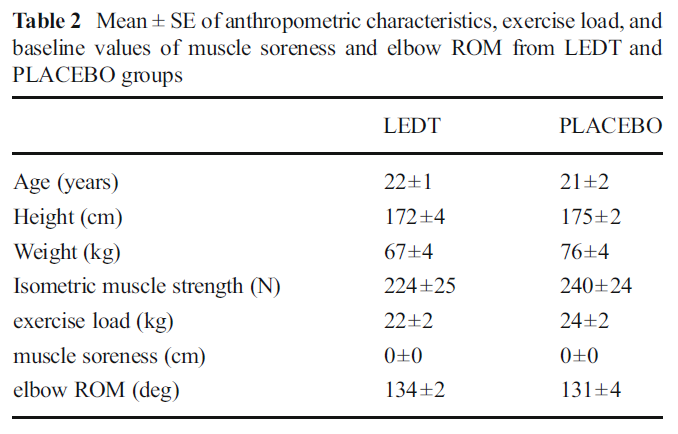 Table 2 Mean ± SE of anthropometric characteristics, exercise load, and
baseline values of muscle soreness and elbow ROM from LEDT and
PLACEBO groups
LEDT PLACEBO
Age (years) 22±1 21±2
Height (cm) 172±4 175±2
Weight (kg) 67±4 76±4
Isometric muscle strength (N) 224±25 240±24
exercise load (kg) 22±2 24±2
muscle soreness (cm) 0±0 0±0
elbow ROM (deg) 134±2 131±4